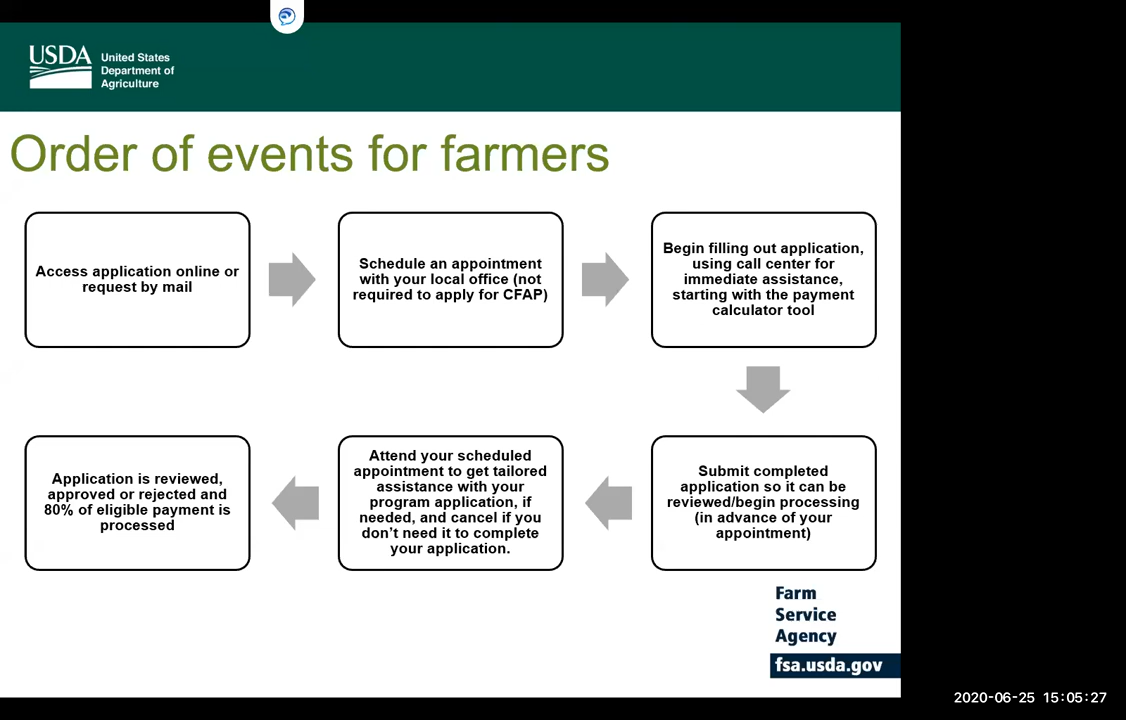 USDA
United States
Department of
Agriculture
Order of events for farmers
Access application online or
request by mail
Schedule an appointment
with your local office (not
required to apply for CFAP)
Begin filling out application,
using call center for
immediate assistance,
starting with the payment
calculator tool
Submit completed
application so it can be
reviewed/begin processing
(in advance of your
appointment)
Attend your scheduled
appointment to get tailored
assistance with your
program application, if
needed, and cancel if you
don't need it to complete
your application.
Application is reviewed,
approved or rejected and
80% of eligible payment is
processed
Farm
Service
Agency
fsa.usda.gov
2020-06-25 15:05:27